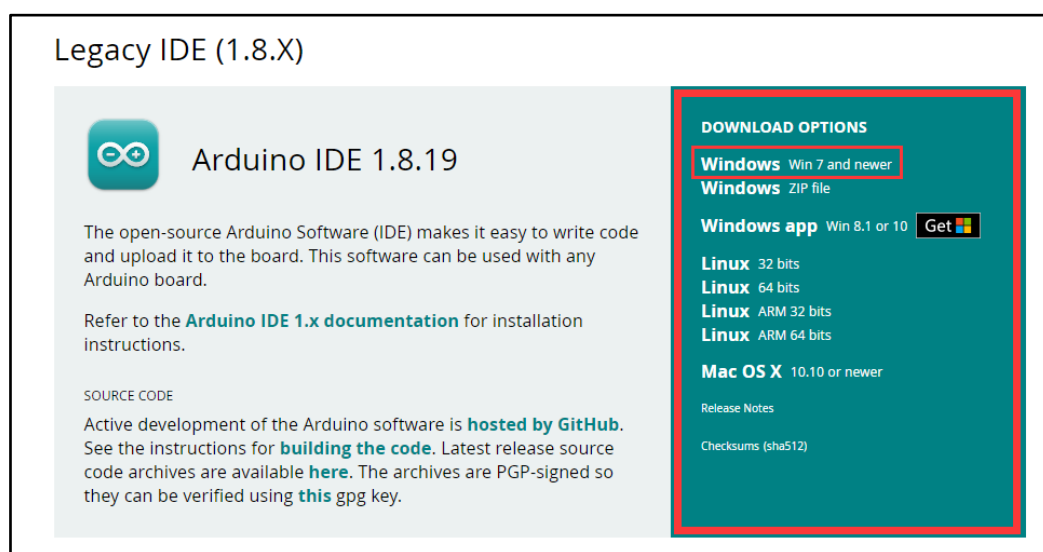 Legacy IDE (1.8.X)
Arduino IDE 1.8.19
The open-source Arduino Software (IDE) makes it easy to write code
and upload it to the board. This software can be used with any
Arduino board.
Refer to the Arduino IDE 1.x documentation for installation
instructions.
SOURCE CODE
Active development of the Arduino software is hosted by GitHub.
See the instructions for building the code. Latest release source
code archives are available here. The archives are PGP-signed so
they can be verified using this gpg key.
DOWNLOAD OPTIONS
Windows Win 7 and newer
Windows ZIP file
Windows app Win 8.1 or 10 Get
Linux 32 bits
Linux 64 bits
Linux ARM 32 bits
Linux ARM 64 bits
Mac OS X 10.10 or newer
Release Notes
Checksums (sha512)